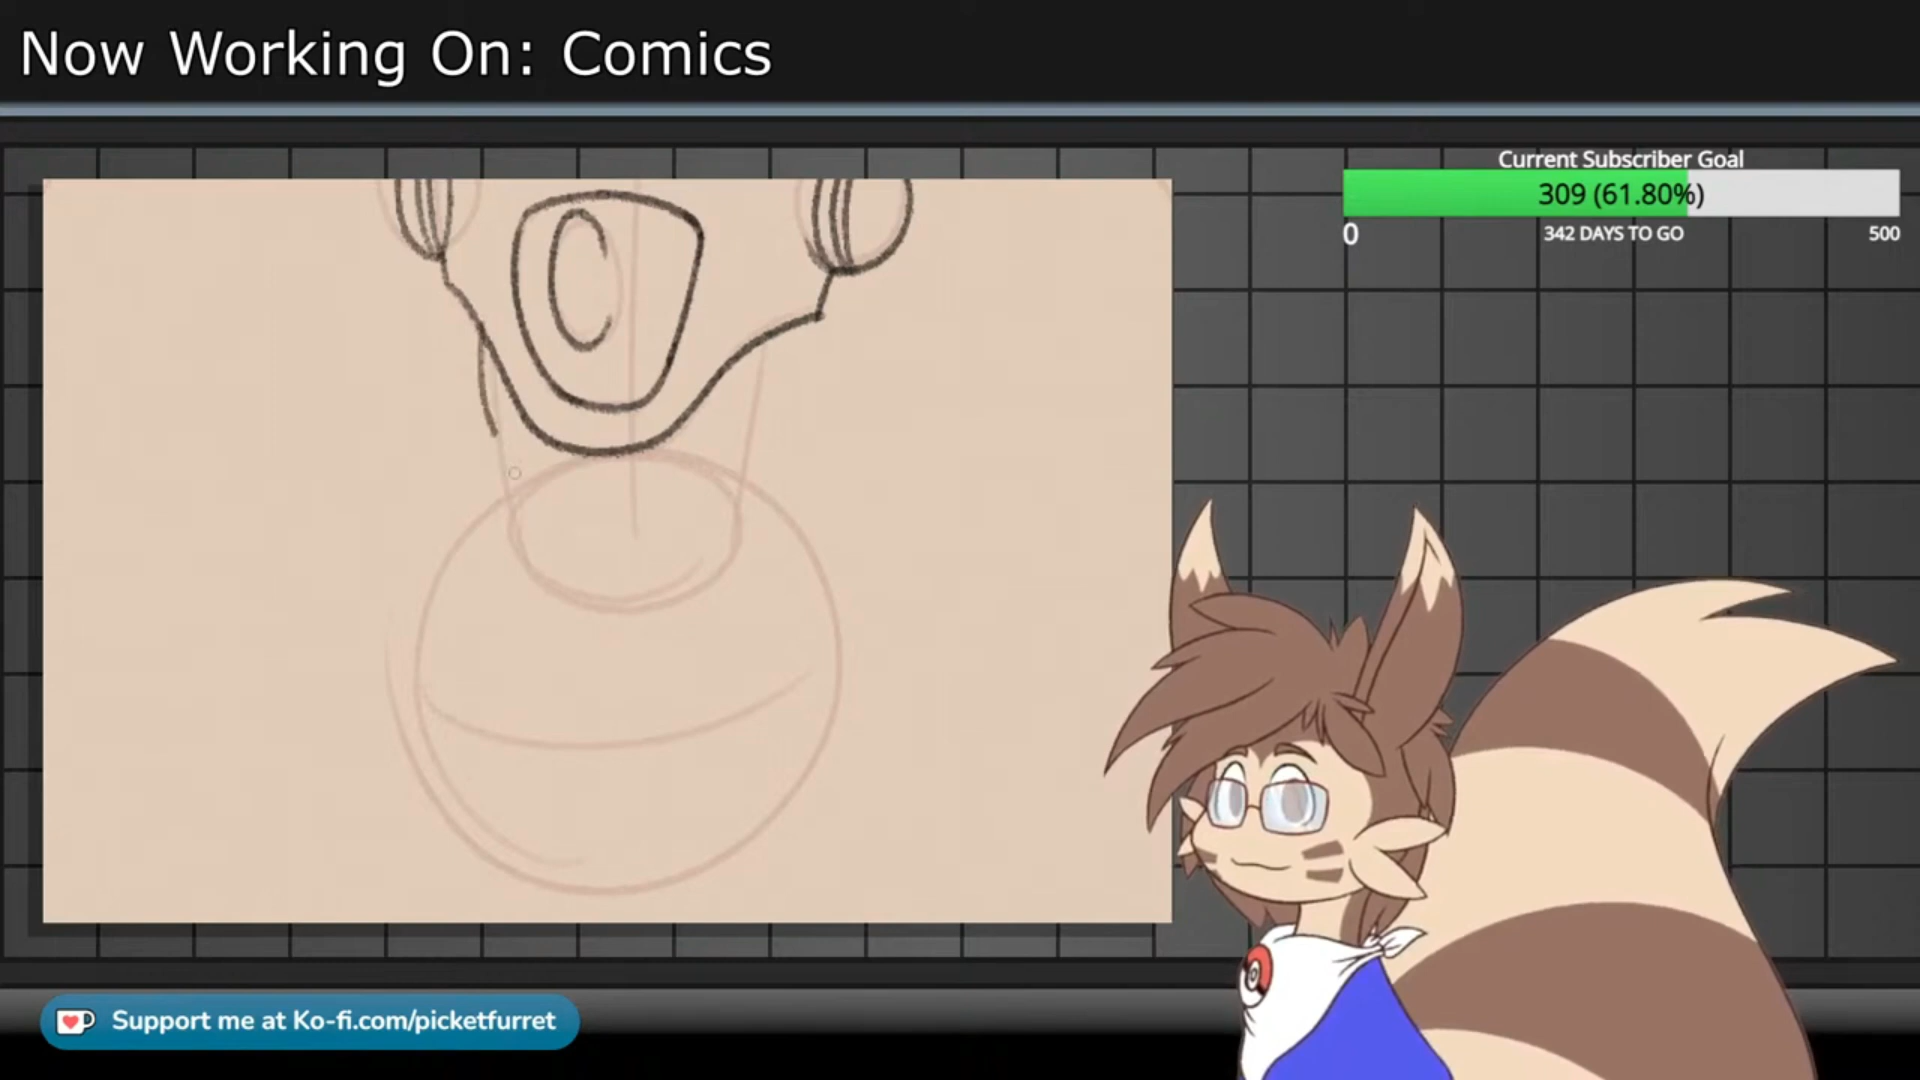 Now Working On: Comics
Current Subscriber Goal
309 (61.80%)
0 342 DAYS TO GO 500
Support me at Ko-fi.com/picketfurret